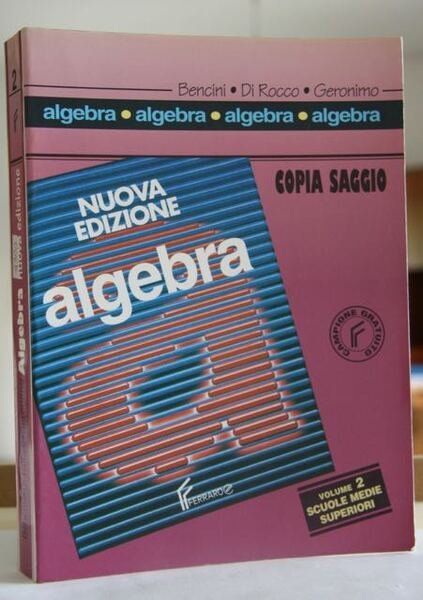 Bencini • Di Rocco • Geronimo
algebra • algebra • algebra • algebra
COPIA SAGGIO
NUOVA
EDIZIONE
algebra
a
CAMPIONE GRATUITO
F
FERRARO
VOLUME 2
SCUOLE MEDIE
SUPERIORI
2
F
Algebra
nuova edizione